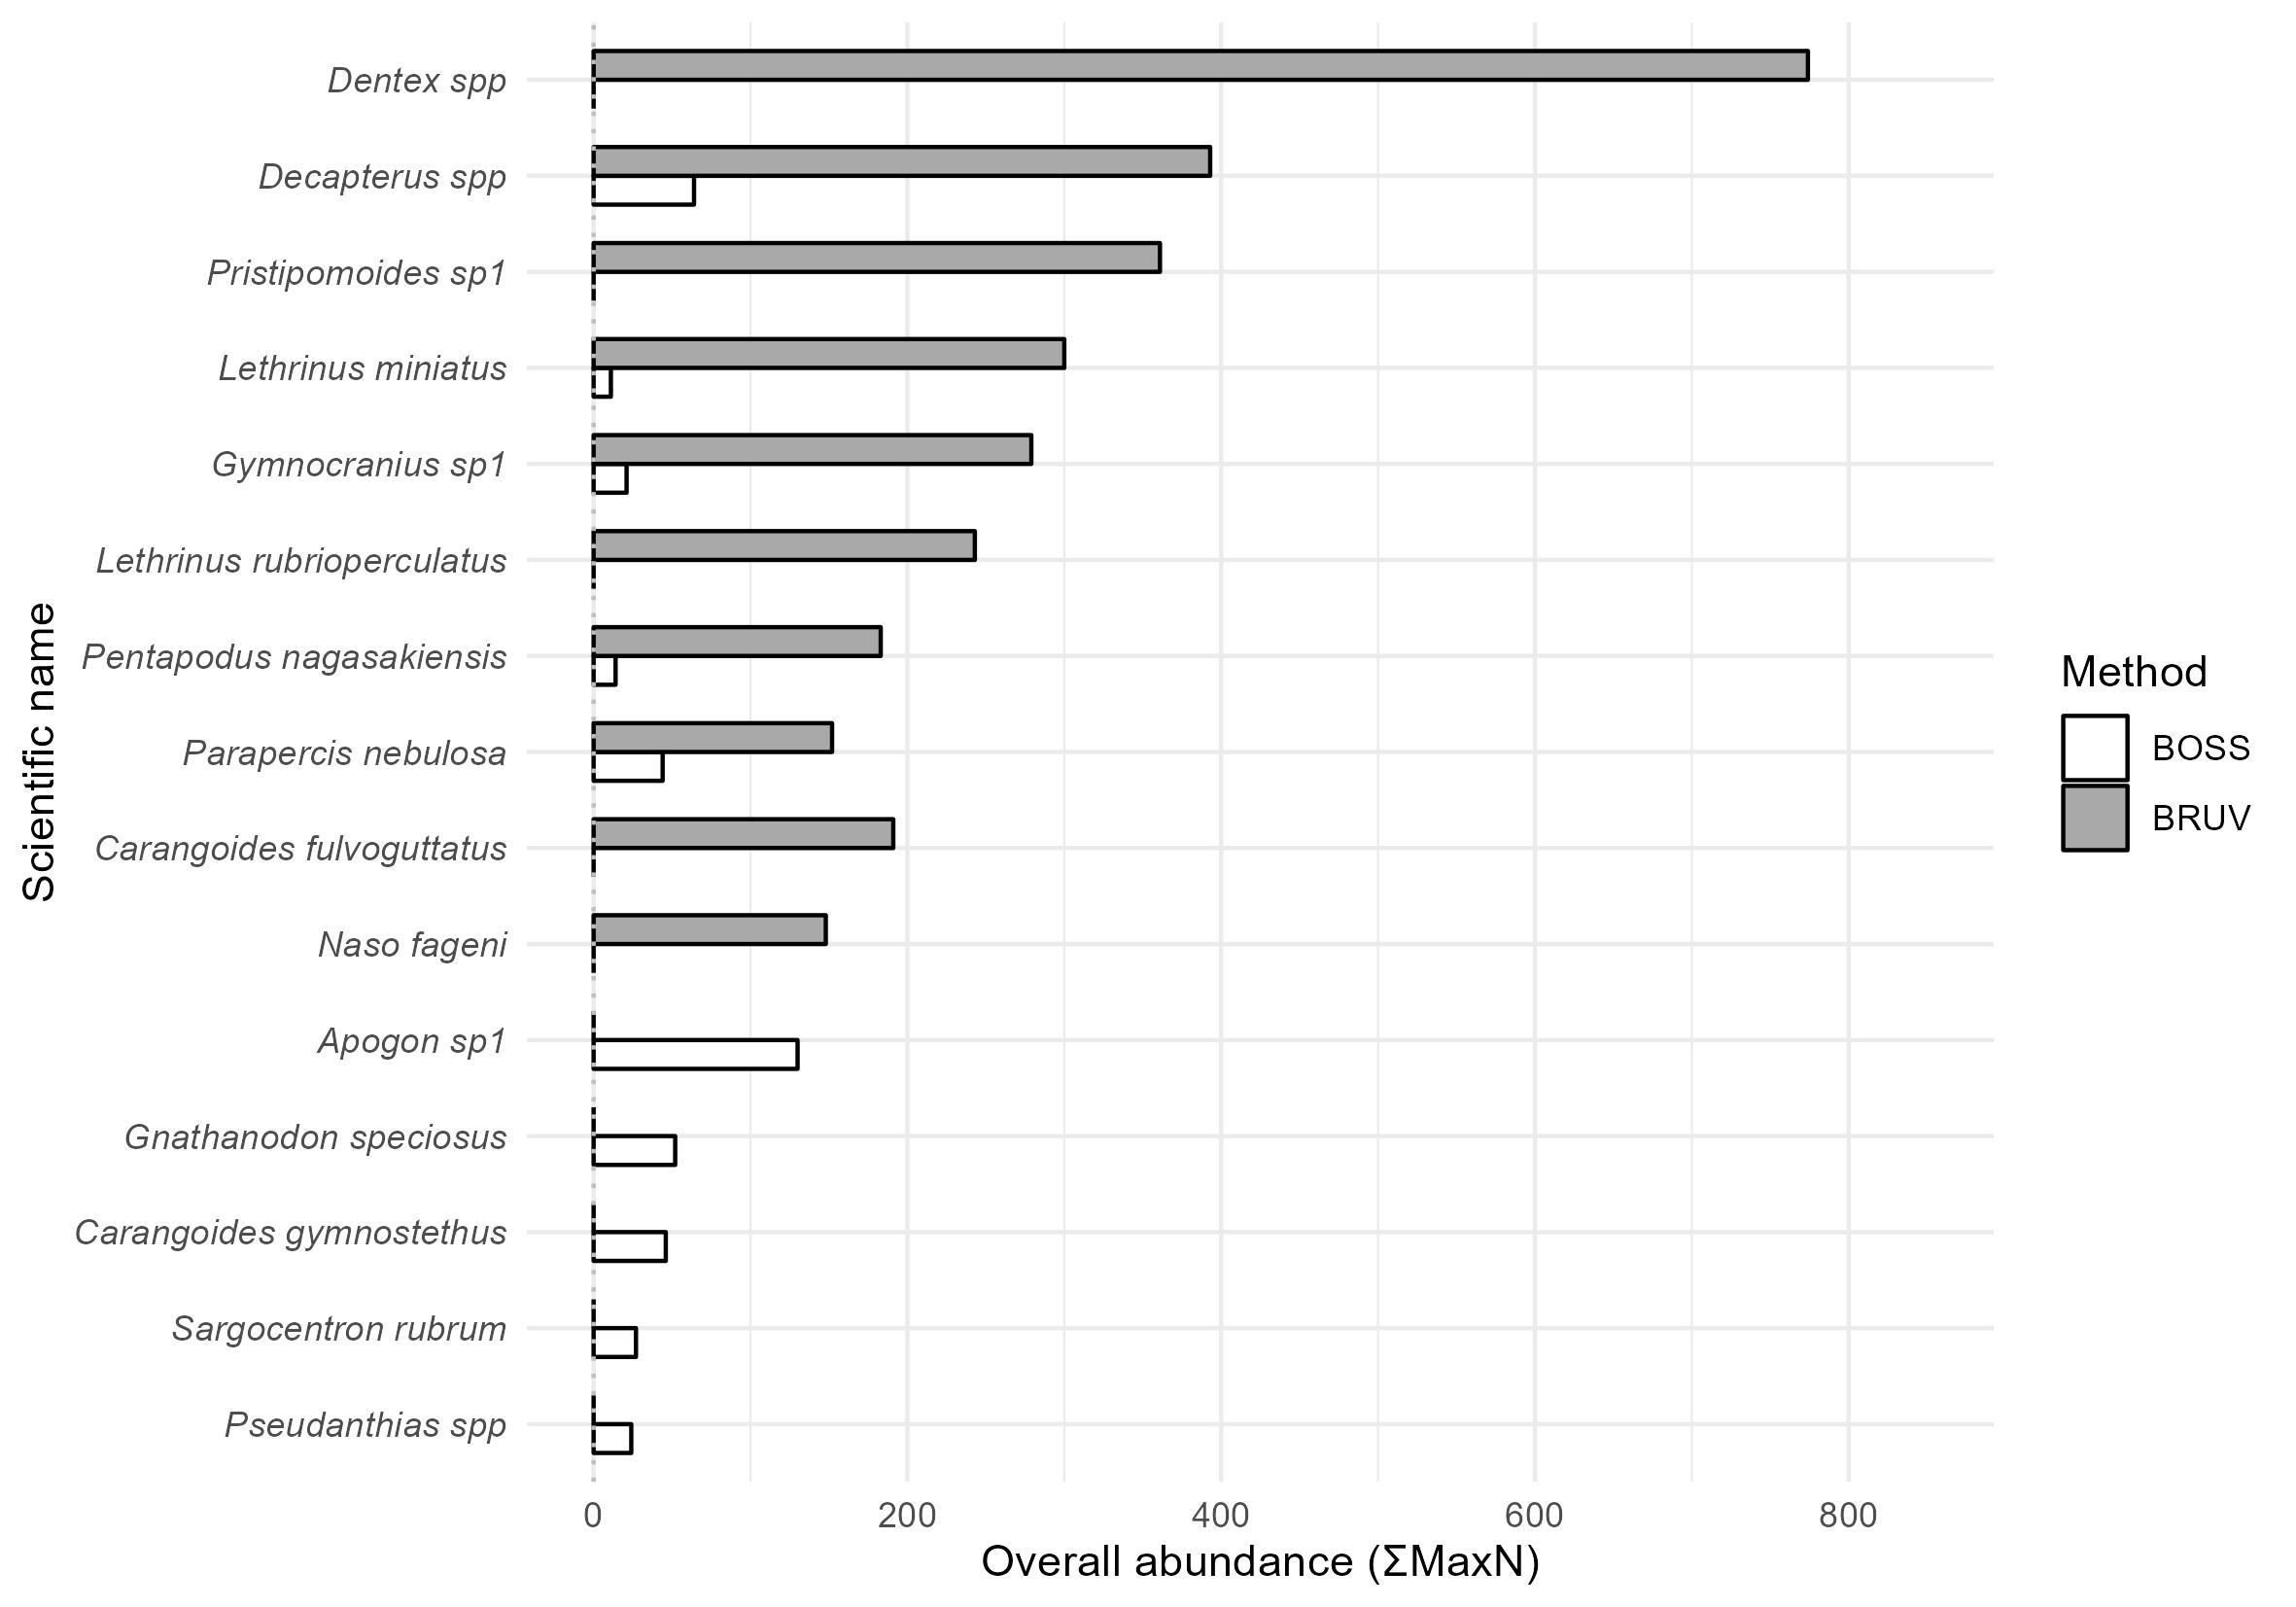 Dentex spp
Decapterus spp
Pristipomoides sp1
Lethrinus miniatus
Gymnocranius sp1
Lethrinus rubrioperculatus
Pentapodus nagasakiensis
Parapercis nebulosa
Carangoides fulvoguttatus
Naso fageni
Apogon sp1
Gnathanodon speciosus
Carangoides gymnostethus
Sargocentron rubrum
Pseudanthias spp
Scientific name
0 200 400 600 800
Overall abundance (ΣMaxN)
Method
BOSS
BRUV